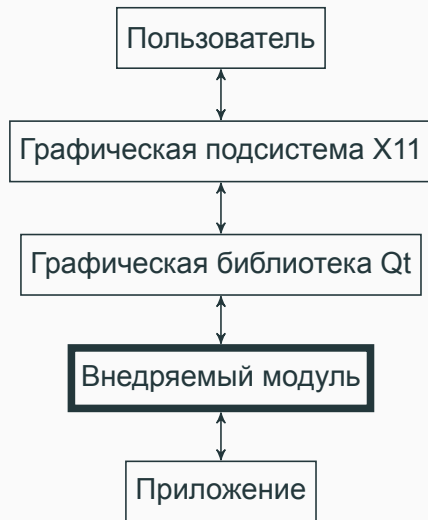 Пользователь
Графическая подсистема X11
Графическая библиотека Qt
Внедряемый модуль
Приложение